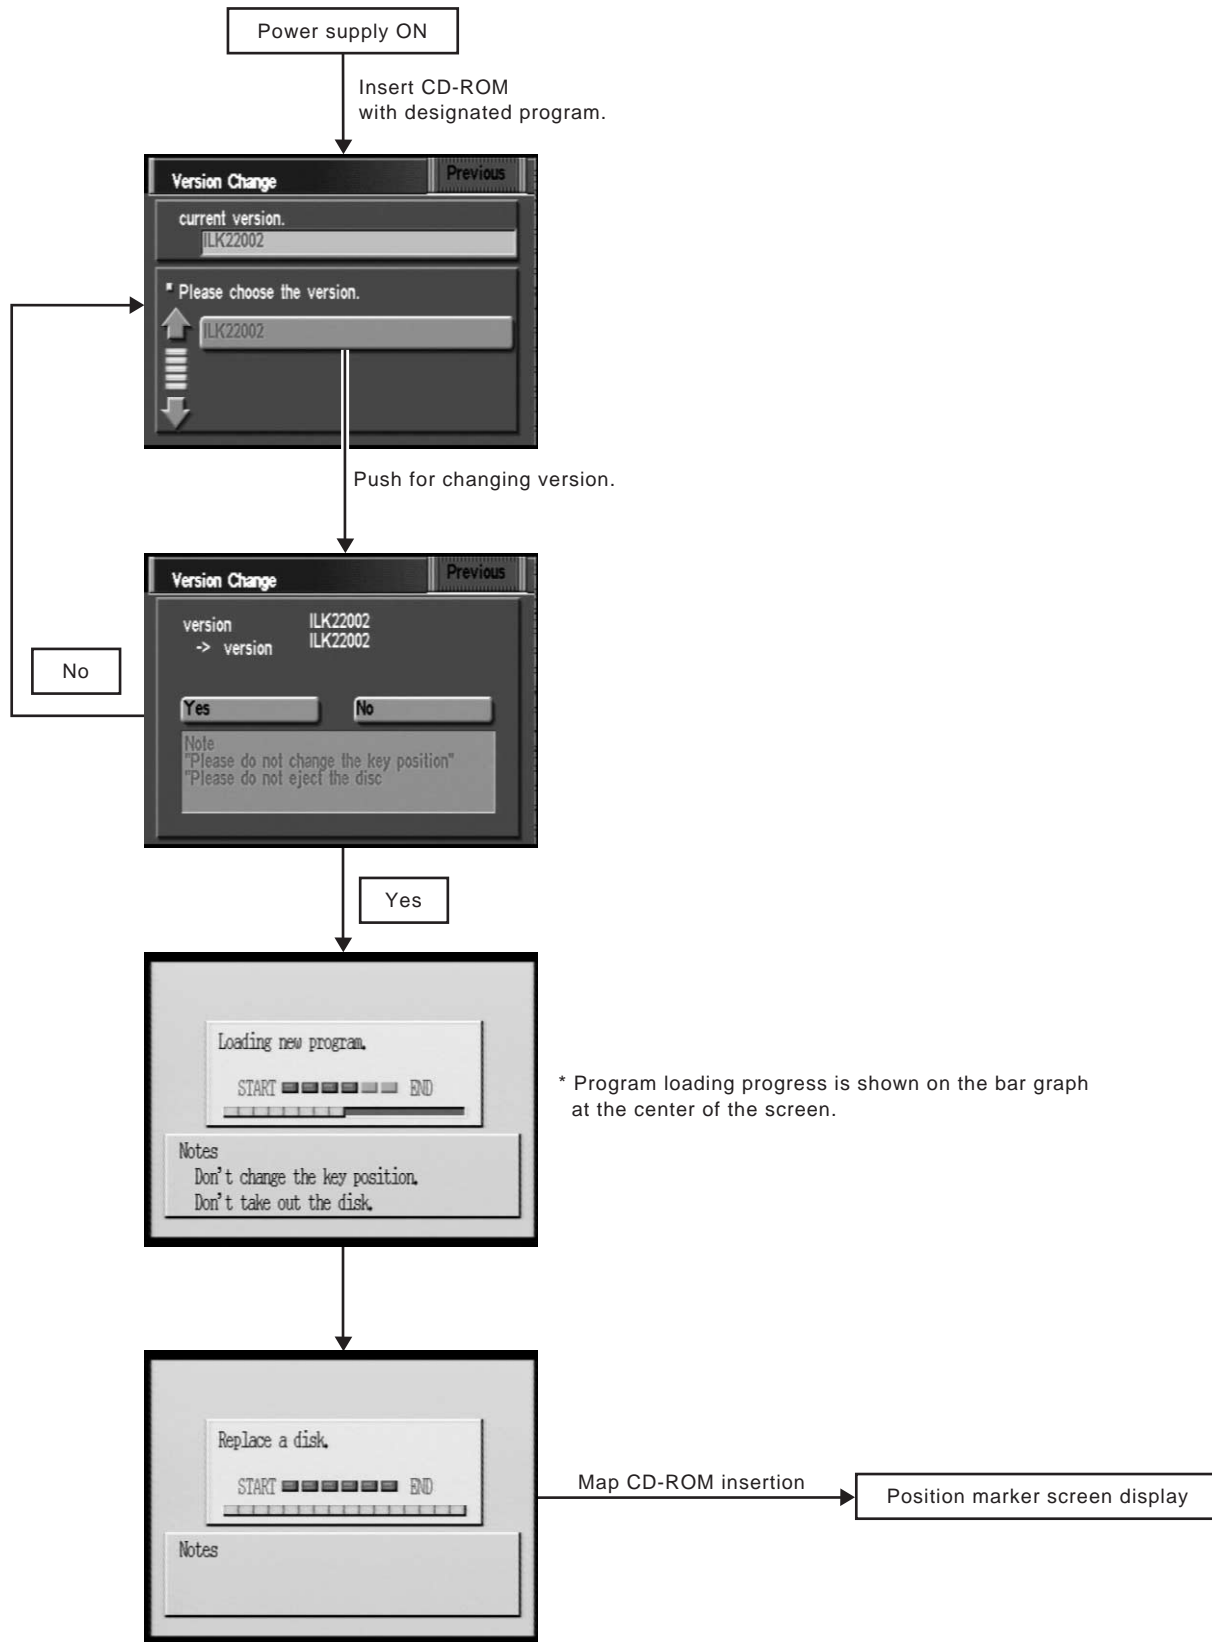 Power supply ON
Insert CD-ROM
with designated program.
Version Change
Previous
current version.
ILK22002
Please choose the version.
ILK22002
Push for changing version.
Version Change
Previous
version ILK22002
-> version ILK22002
No
Yes No
Note
"Please do not change the key position"
"Please do not eject the disc
Yes
Loading new program.
START END
* Program loading progress is shown on the bar graph
at the center of the screen.
Notes
Don't change the key position.
Don't take out the disk.
Replace a disk.
START END
Map CD-ROM insertion
Position marker screen display
Notes